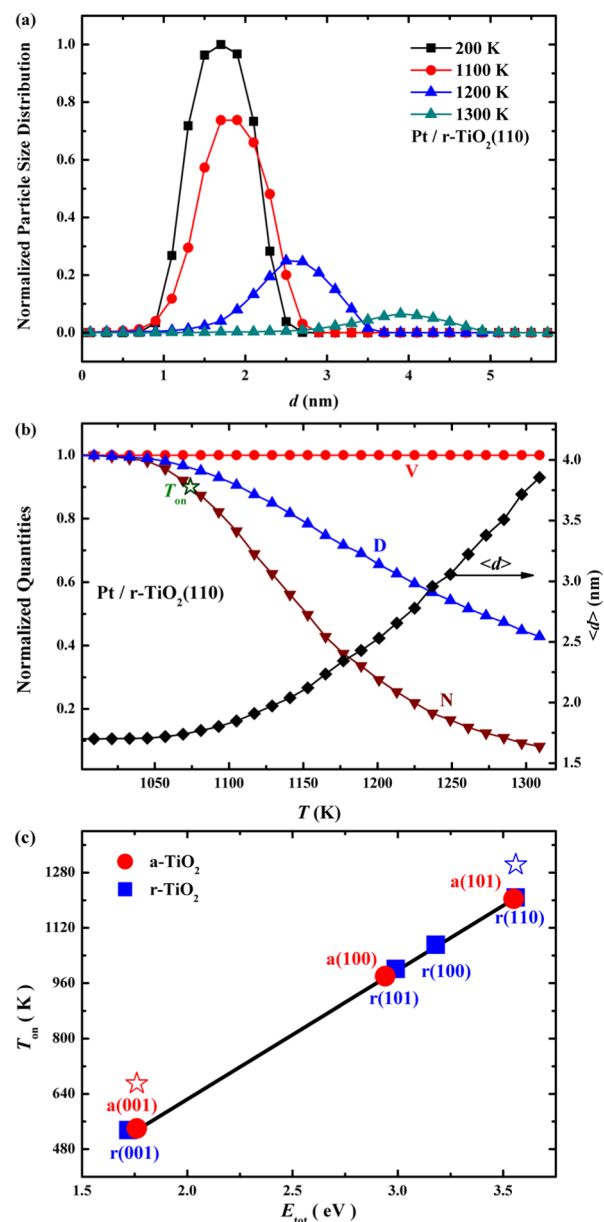 (a)
Normalized Particle Size Distribution
1.0
0.8
0.6
0.4
0.2
0.0
200 K
1100 K
1200 K
1300 K
Pt / r-TiO2(110)
0 1 2 3 4 5
d (nm)
(b)
Normalized Quantities
1.0
0.8
0.6
0.4
0.2
V
Ton
D
<d>
Pt / r-TiO2(110)
N
4.0
3.5
3.0
2.5
2.0
1.5
<d> (nm)
1050 1100 1150 1200 1250 1300
T (K)
(c)
Ton ( K )
1280
1120
960
800
640
480
a-TiO2
r-TiO2
a(101)
r(110)
a(100)
r(100)
r(101)
a(001)
r(001)
1.5 2.0 2.5 3.0 3.5
Etot ( eV )